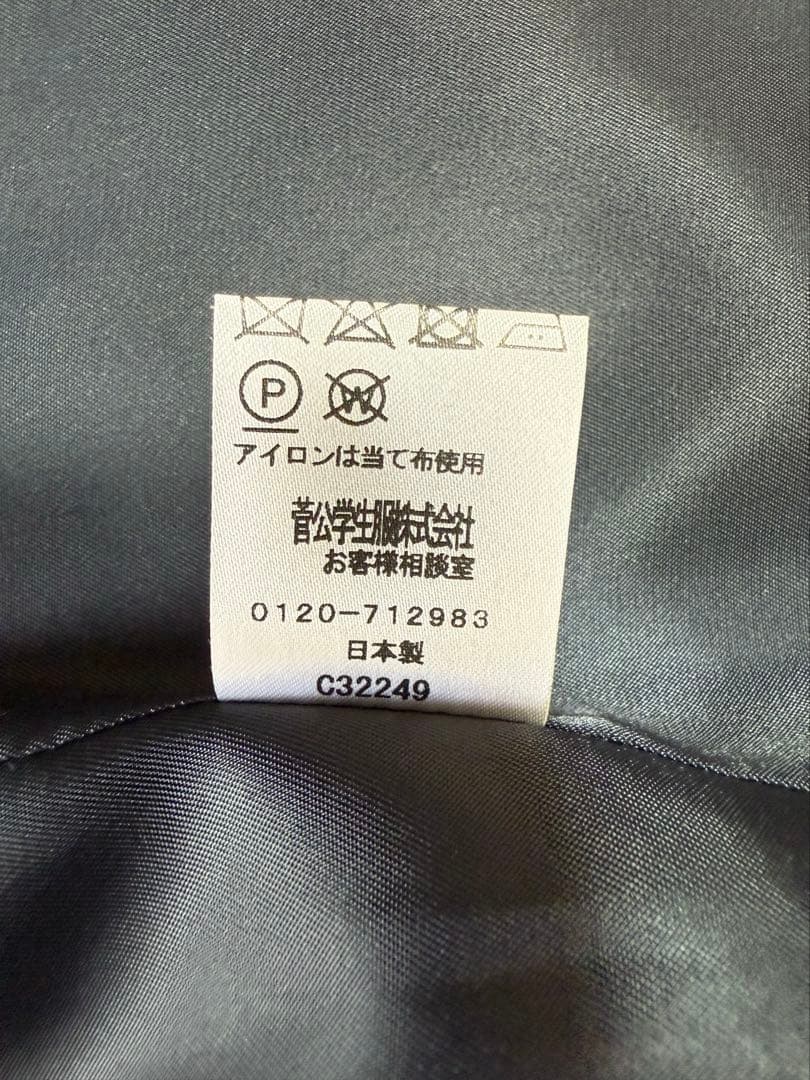 P
W
アイロンは当て布使用
菅公学生服株式会社
お客様相談室
0120-712983
日本製
C32249